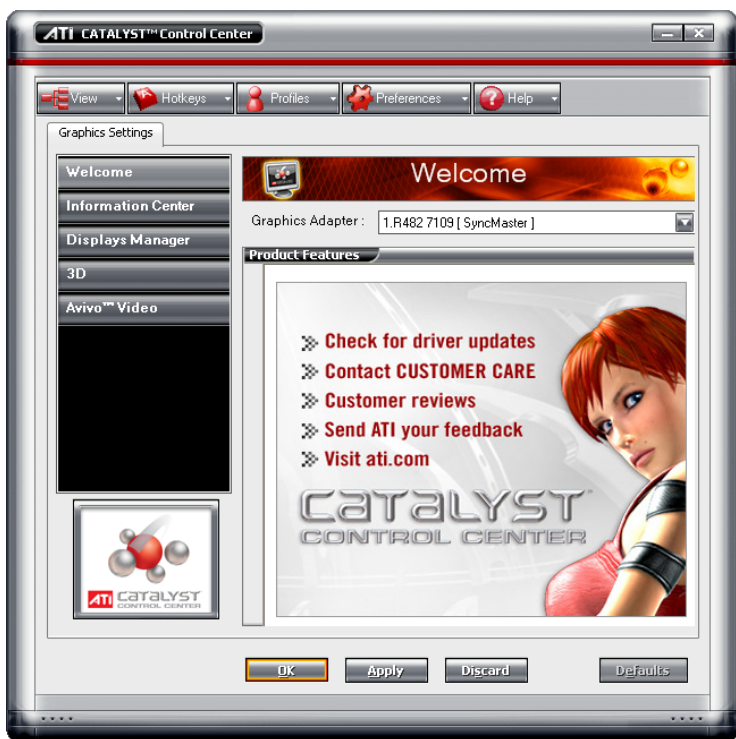 ATI CATALYST™ Control Center
View Hotkeys Profiles Preferences Help
Graphics Settings
Welcome
Information Center
Displays Manager
3D
Avivo™ Video
ATI CATALYST
CONTROL CENTER
Welcome
Graphics Adapter : 1.R482 7109 [ SyncMaster ]
Product Features
Check for driver updates
Contact CUSTOMER CARE
Customer reviews
Send ATI your feedback
Visit ati.com
CATALYST™
CONTROL CENTER
OK Apply Discard Defaults